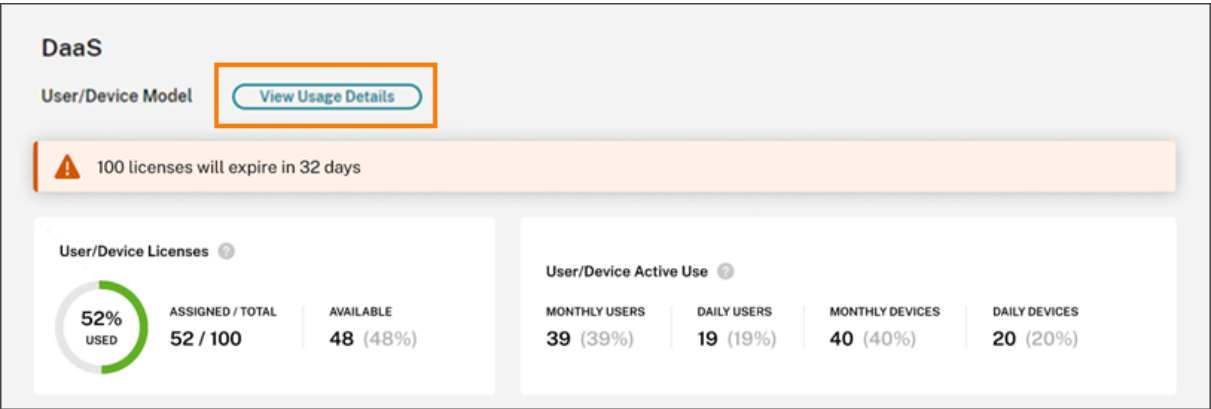 DaaS
User/Device Model
View Usage Details
100 licenses will expire in 32 days
User/Device Licenses ?
52%
USED
ASSIGNED / TOTAL
52 / 100
AVAILABLE
48 (48%)
User/Device Active Use ?
MONTHLY USERS
39 (39%)
DAILY USERS
19 (19%)
MONTHLY DEVICES
40 (40%)
DAILY DEVICES
20 (20%)